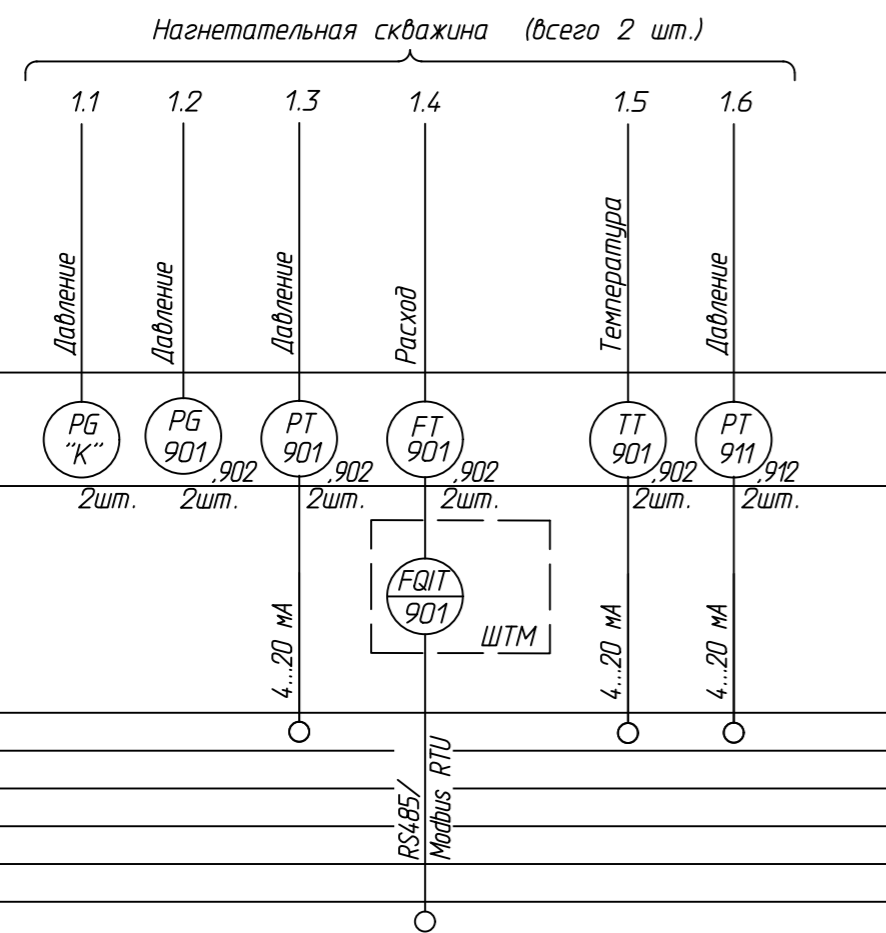 Нагнетательная скважина (всего 2 шт.)
1.1 1.2 1.3 1.4 1.5 1.6
Давление
Давление
Давление
Расход
Температура
Давление
PG
"К"
2шт.
PG
901
,902
2шт.
PT
901
,902
2шт.
FT
901
,902
2шт.
TT
901
,902
2шт.
PT
911
,912
2шт.
FQIT
901
ШТМ
4...20 мА
4...20 мА
4...20 мА
RS485/
Modbus RTU